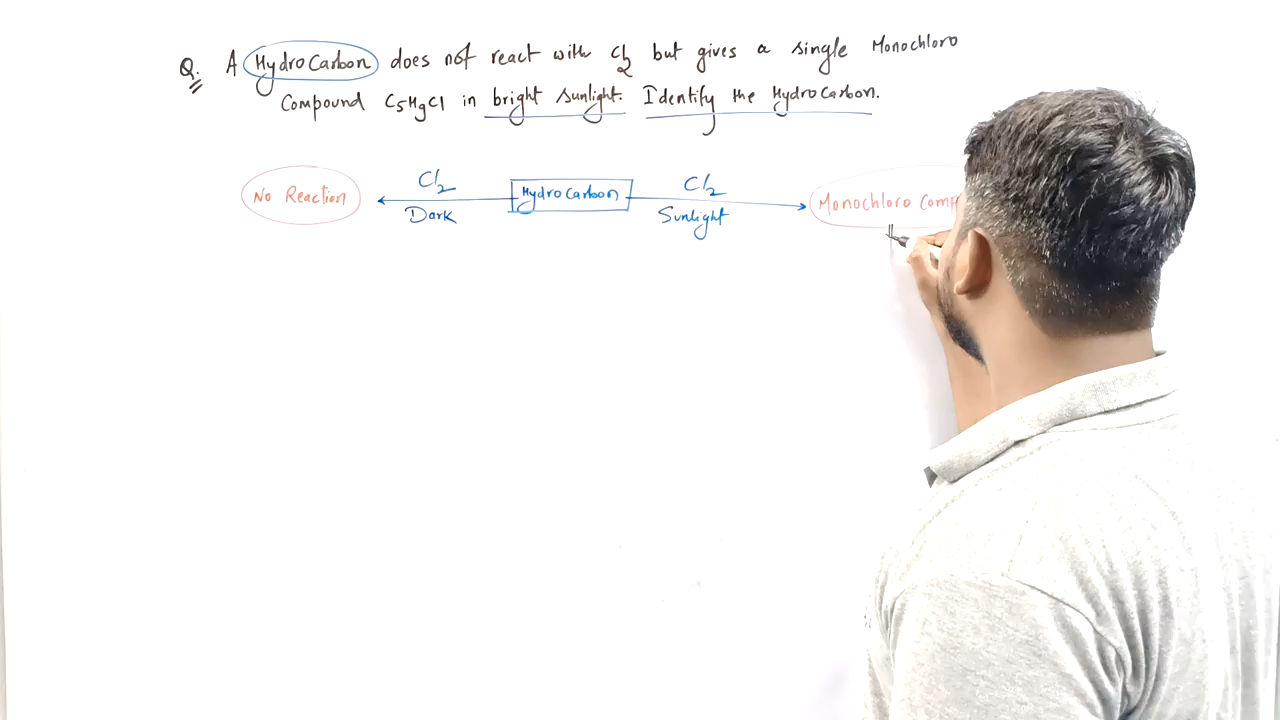 Q. A HydroCarbon does not react with Cl2 but gives a single Monochloro
Compound C5H9Cl in bright sunlight. Identify the HydroCarbon.
No Reaction
Cl2
Dark
HydroCarbon
Cl2
Sunlight
Monochloro